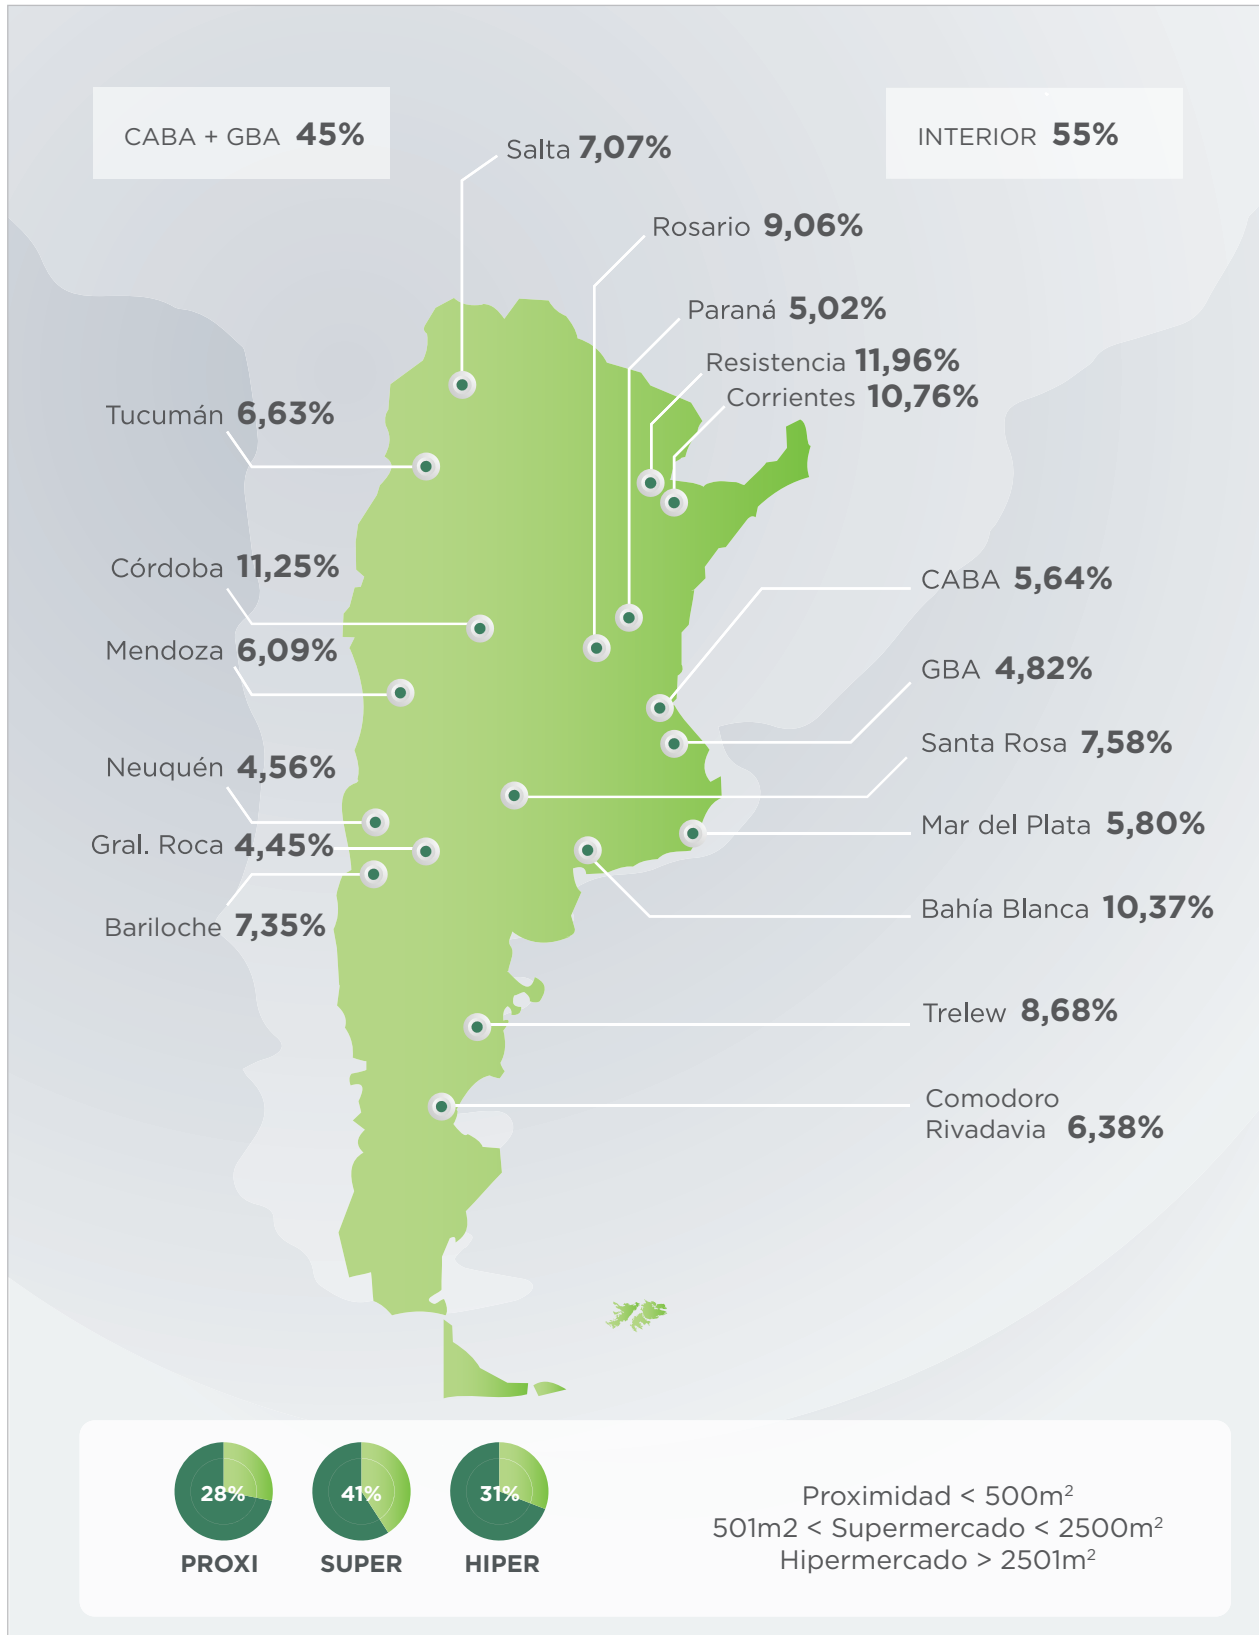 CABA + GBA 45%
INTERIOR 55%
Salta 7,07%
Rosario 9,06%
Paraná 5,02%
Resistencia 11,96%
Corrientes 10,76%
Tucumán 6,63%
Córdoba 11,25%
Mendoza 6,09%
Neuquén 4,56%
Gral. Roca 4,45%
Bariloche 7,35%
CABA 5,64%
GBA 4,82%
Santa Rosa 7,58%
Mar del Plata 5,80%
Bahía Blanca 10,37%
Trelew 8,68%
Comodoro
Rivadavia 6,38%
28%
PROXI
41%
SUPER
31%
HIPER
Proximidad < 500m²
501m2 < Supermercado < 2500m²
Hipermercado > 2501m²